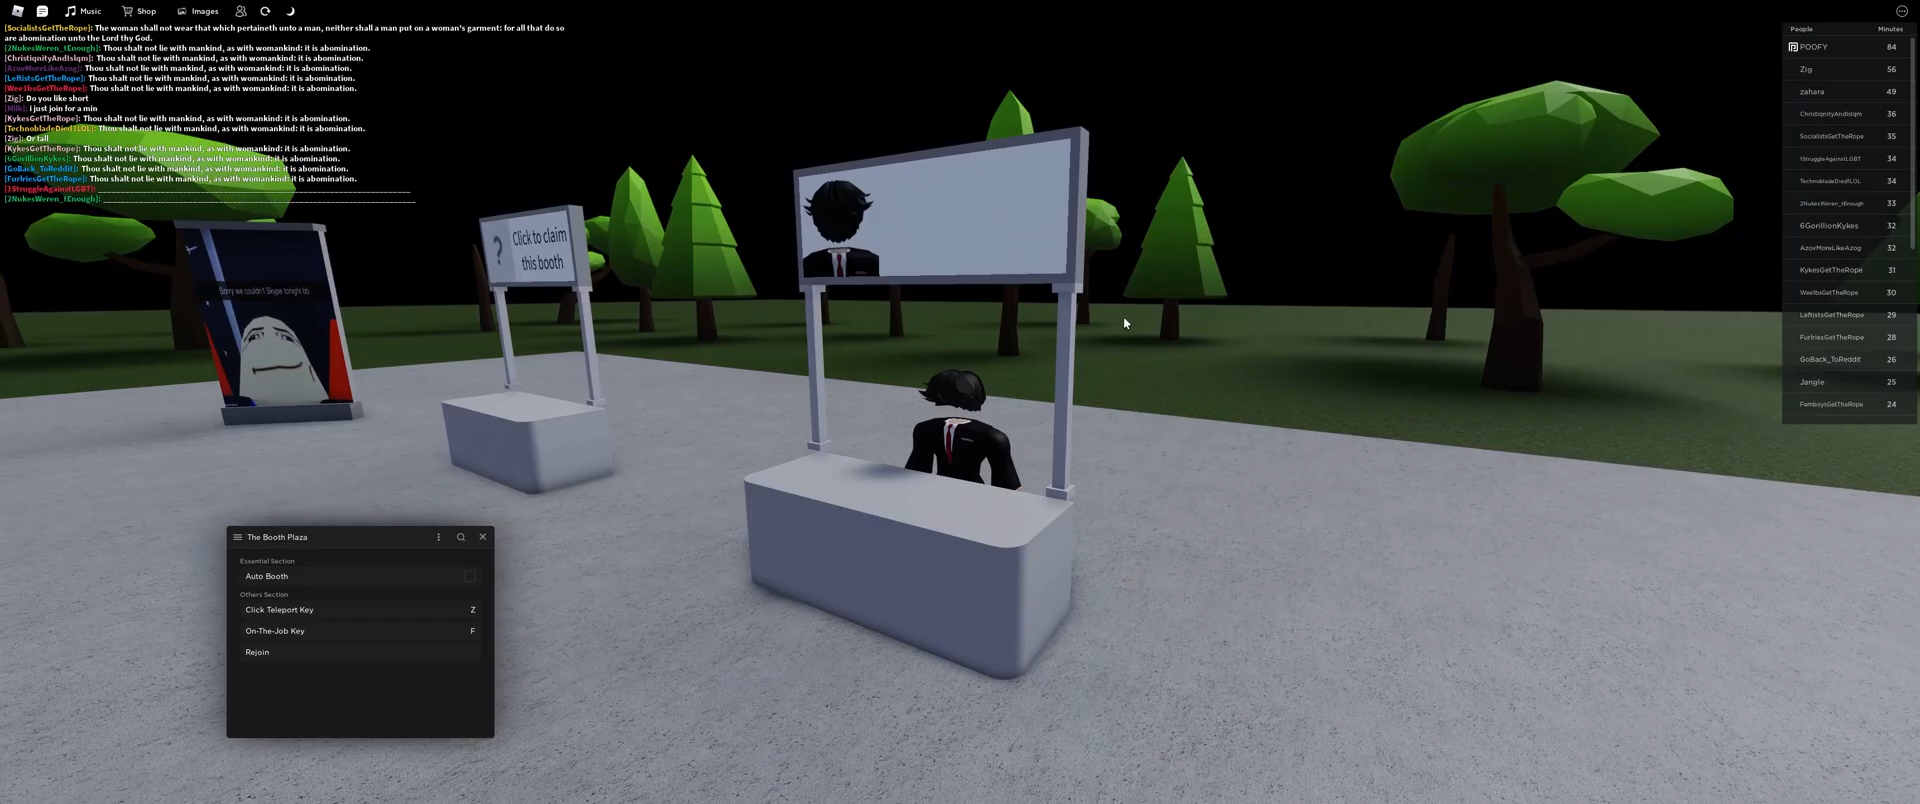 Music Shop Images
[SocialistsGetTheRope]: The woman shall not wear that which pertaineth unto a man, neither shall a man put on a woman's garment: for all that do so
are abomination unto the Lord thy God.
[2NukesWeren_tEnough]: Thou shalt not lie with mankind, as with womankind: it is abomination.
[ChristiqnityAndIslqm]: Thou shalt not lie with mankind, as with womankind: it is abomination.
[AzovMoreLikeAzog]: Thou shalt not lie with mankind, as with womankind: it is abomination.
[LeftistsGetTheRope]: Thou shalt not lie with mankind, as with womankind: it is abomination.
[Wee1bsGetTheRope]: Thou shalt not lie with mankind, as with womankind: it is abomination.
[Zig]: Do you like short
[Milk]: i just join for a min
[KykesGetTheRope]: Thou shalt not lie with mankind, as with womankind: it is abomination.
[TechnobladeDied1LOL]: Thou shalt not lie with mankind, as with womankind: it is abomination.
[Zig]: Or tall
[KykesGetTheRope]: Thou shalt not lie with mankind, as with womankind: it is abomination.
[6GorillionKykes]: Thou shalt not lie with mankind, as with womankind: it is abomination.
[GoBack_ToReddit]: Thou shalt not lie with mankind, as with womankind: it is abomination.
[FurlriesGetTheRope]: Thou shalt not lie with mankind, as with womankind: it is abomination.
[1StruggleAgainstLGBT]:
[2NukesWeren_tEnough]:
Sorry we couldn't Skype tonight bb
?
Click to claim
this booth
The Booth Plaza
Essential Section
Auto Booth
Others Section
Click Teleport Key Z
On-The-Job Key F
Rejoin
People Minutes
POOFY 84
Zig 56
zahara 49
ChristiqnityAndIslqm 36
SocialistsGetTheRope 35
1StruggleAgainstLGBT 34
TechnobladeDied1LOL 34
2NukesWeren_tEnough 33
6GorillionKykes 32
AzovMoreLikeAzog 32
KykesGetTheRope 31
Wee1bsGetTheRope 30
LeftistsGetTheRope 29
FurlriesGetTheRope 28
GoBack_ToReddit 26
Jangle 25
FemboysGetTheRope 24